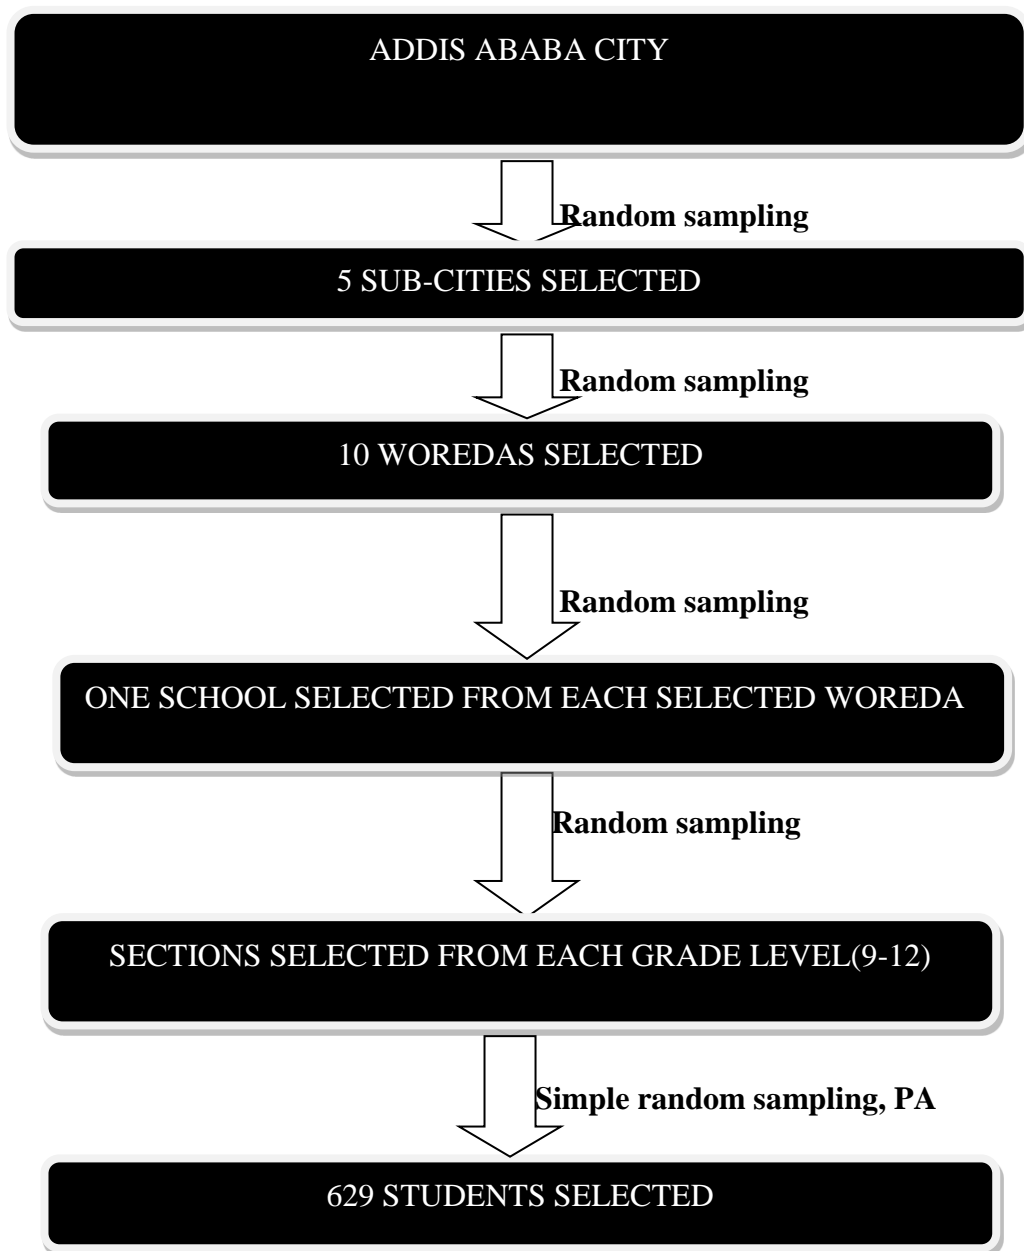 ADDIS ABABA CITY
Random sampling
5 SUB-CITIES SELECTED
Random sampling
10 WOREDAS SELECTED
Random sampling
ONE SCHOOL SELECTED FROM EACH SELECTED WOREDA
Random sampling
SECTIONS SELECTED FROM EACH GRADE LEVEL(9-12)
Simple random sampling, PA
629 STUDENTS SELECTED